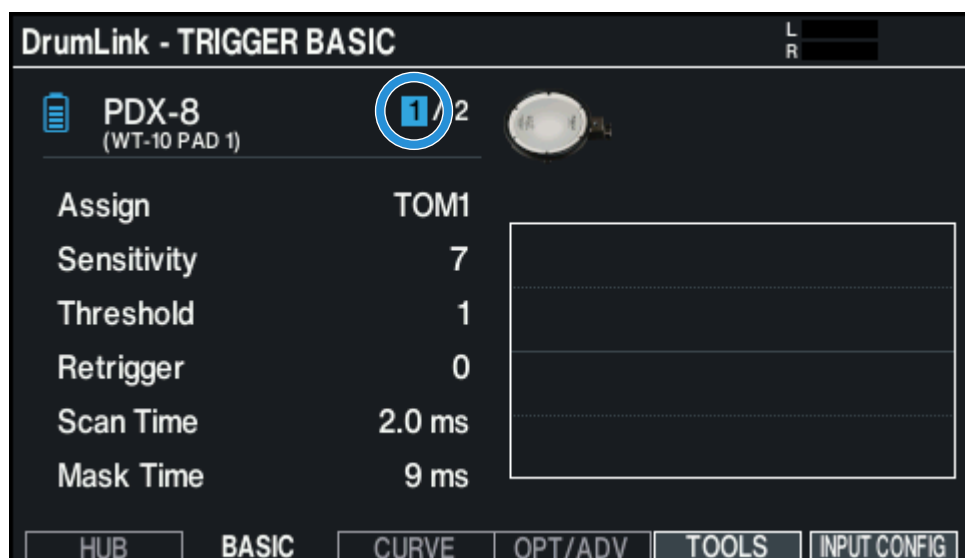 DrumLink - TRIGGER BASIC
L
R
PDX-8 1 / 2
(WT-10 PAD 1)
Assign TOM1
Sensitivity 7
Threshold 1
Retrigger 0
Scan Time 2.0 ms
Mask Time 9 ms
HUB BASIC CURVE OPT/ADV TOOLS INPUT CONFIG